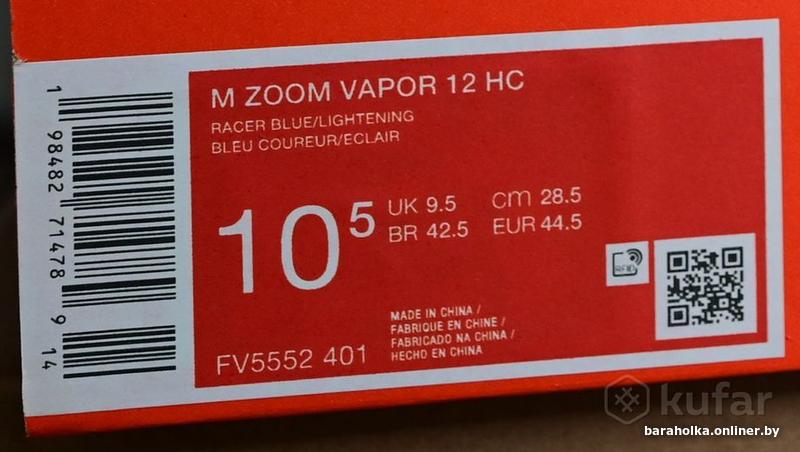 M ZOOM VAPOR 12 HC
RACER BLUE/LIGHTENING
BLEU COUREUR/ECLAIR
10 5
UK 9.5 cm 28.5
BR 42.5 EUR 44.5
RFID
MADE IN CHINA /
FABRIQUE EN CHINE /
FABRICADO NA CHINA /
HECHO EN CHINA
FV5552 401
1 98482 71478 9 14
kufar
baraholka.onliner.by